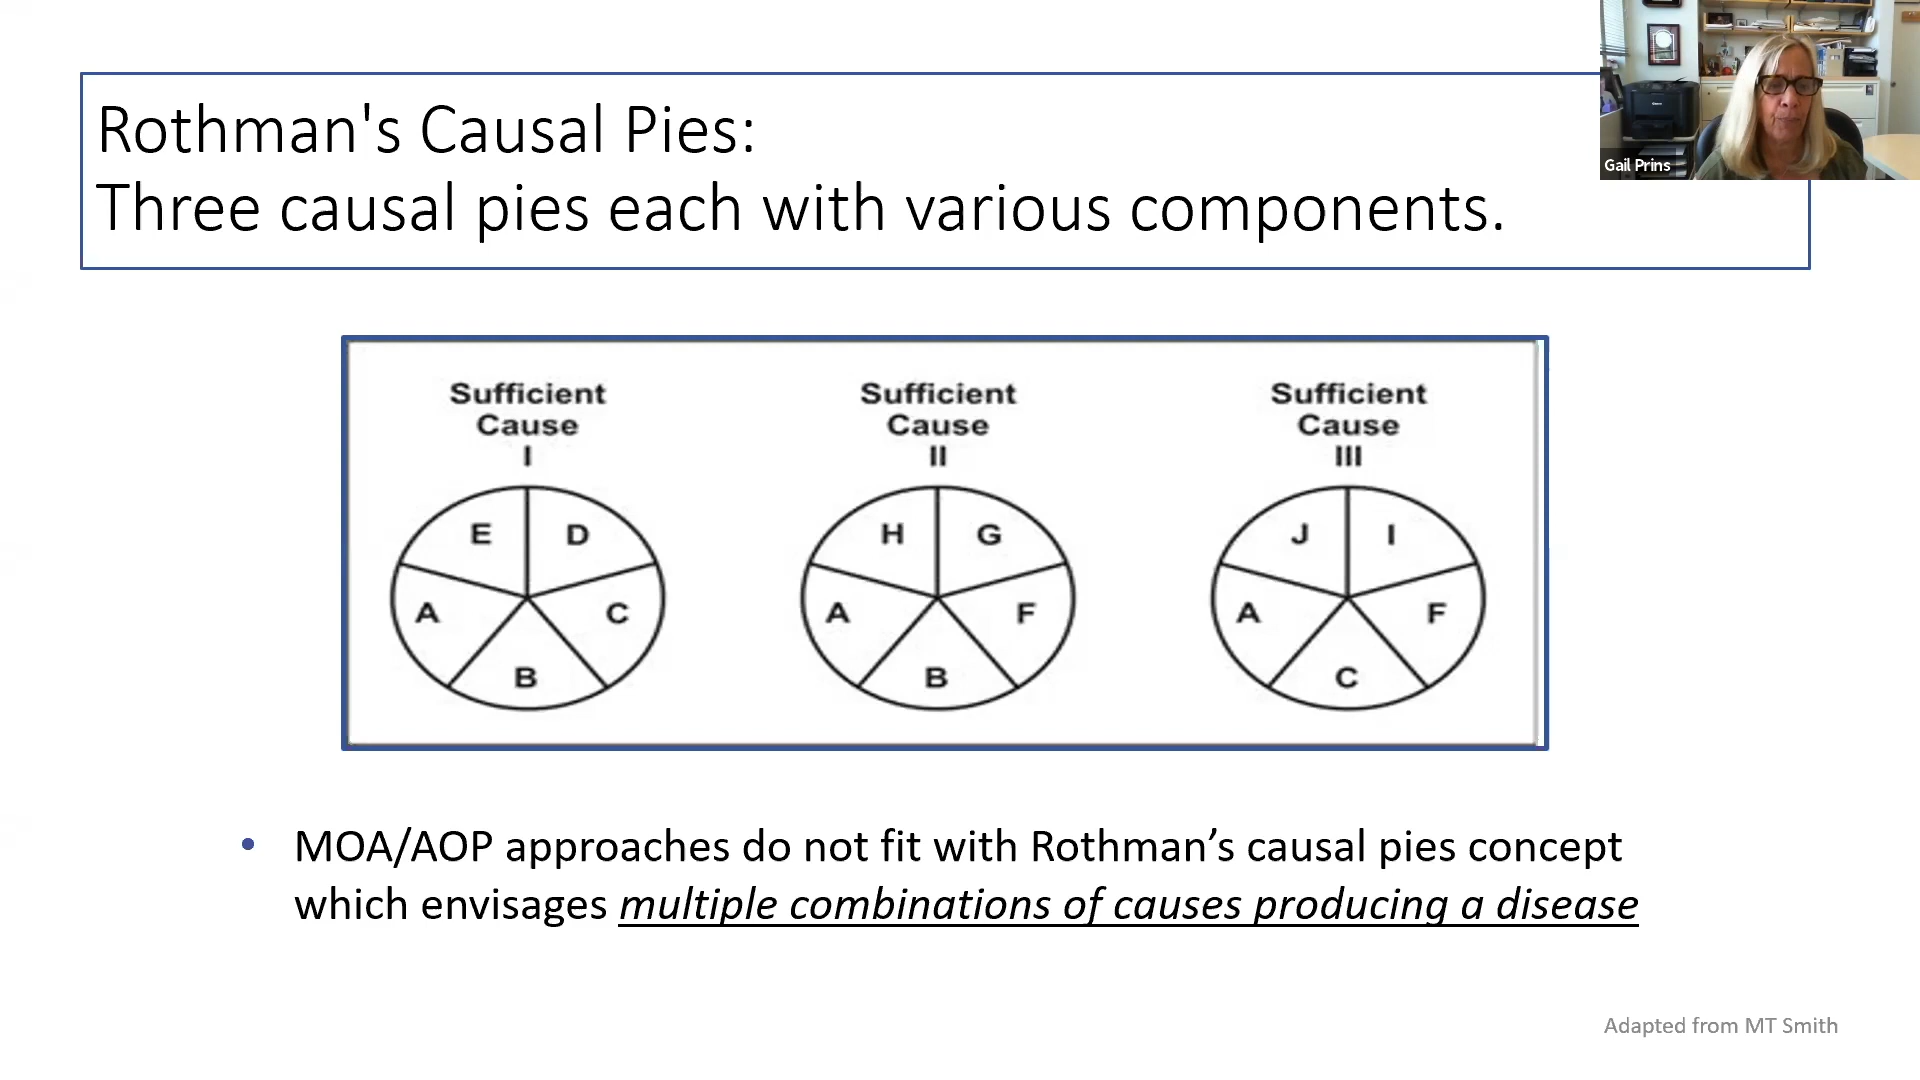 Rothman's Causal Pies:
Three causal pies each with various components.
Gail Prins
Sufficient
Cause
I
E
D
A
C
B
Sufficient
Cause
II
H
G
A
F
B
Sufficient
Cause
III
J
I
A
F
C
• MOA/AOP approaches do not fit with Rothman’s causal pies concept
which envisages multiple combinations of causes producing a disease
Adapted from MT Smith